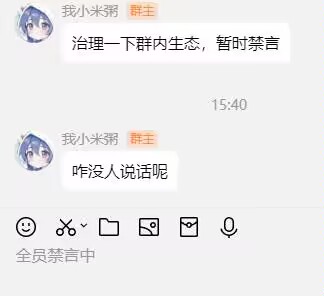 我小米粥 群主
治理一下群内生态，暂时禁言
15:40
我小米粥 群主
咋没人说话呢
全员禁言中